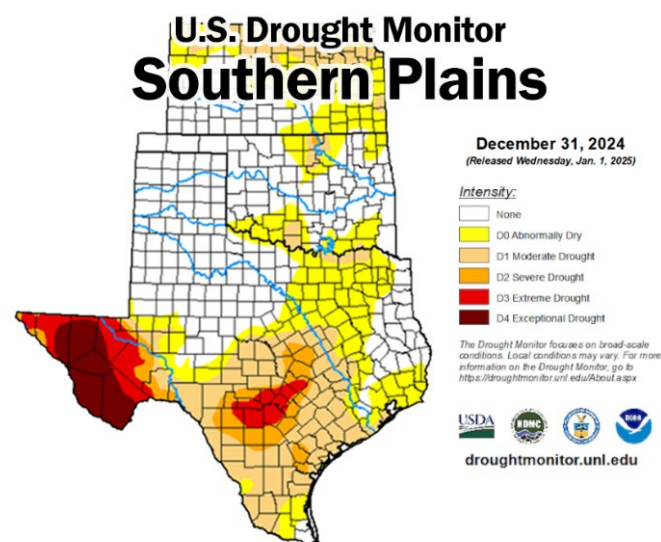 U.S. Drought Monitor
Southern Plains
December 31, 2024
(Released Wednesday, Jan. 1, 2025)
Intensity:
None
D0 Abnormally Dry
D1 Moderate Drought
D2 Severe Drought
D3 Extreme Drought
D4 Exceptional Drought
The Drought Monitor focuses on broad-scale
conditions. Local conditions may vary. For more
information on the Drought Monitor, go to
https://droughtmonitor.unl.edu/About.aspx
USDA
NDMC
NOAA
droughtmonitor.unl.edu